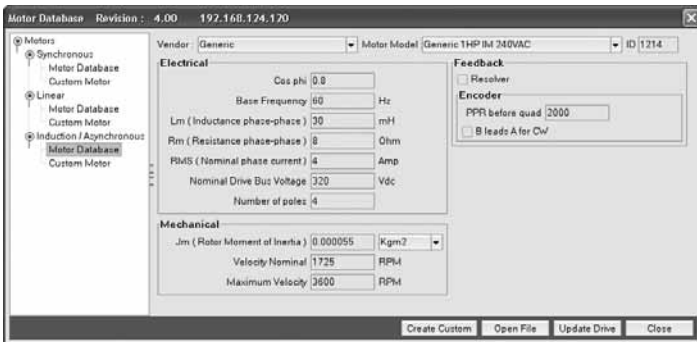 Motor Database Revision : 4.00 192.168.124.120
Motors
Synchronous
Motor Database
Custom Motor
Linear
Motor Database
Custom Motor
Induction / Asynchronous
Motor Database
Custom Motor
Vendor: Generic Motor Model Generic 1HP IM 240VAC ID 1214
Electrical
Cos phi 0.8
Base Frequency 60 Hz
Lm ( Inductance phase-phase ) 30 mH
Rm ( Resistance phase-phase ) 8 Ohm
RMS ( Nominal phase current ) 4 Amp
Nominal Drive Bus Voltage 320 Vdc
Number of poles 4
Mechanical
Jm ( Rotor Moment of Inertia ) 0.000055 Kgm2
Velocity Nominal 1725 RPM
Maximum Velocity 3600 RPM
Feedback
Resolver
Encoder
PPR before quad 2000
B leads A for CW
Create Custom Open File Update Drive Close